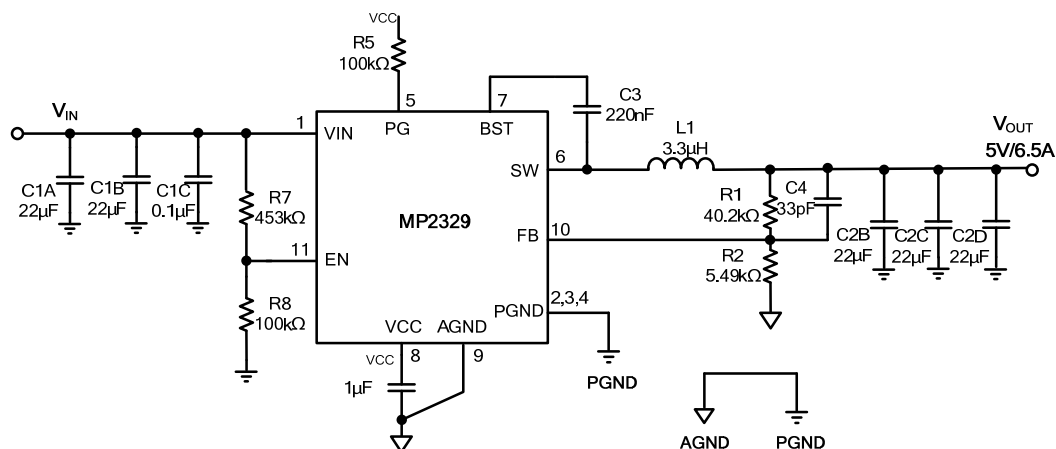 VCC
R5
100kΩ
5
7
C3
220nF
VIN
1
VIN
PG
BST
L1
3.3µH
VOUT
5V/6.5A
6
SW
C1A
22µF
C1B
22µF
C1C
0.1µF
R7
453kΩ
MP2329
R1
40.2kΩ
C4
33pF
FB
10
C2B
22µF
C2C
22µF
C2D
22µF
11
EN
R2
5.49kΩ
R8
100kΩ
PGND
2,3,4
VCC
AGND
VCC
8
9
1µF
PGND
AGND
PGND